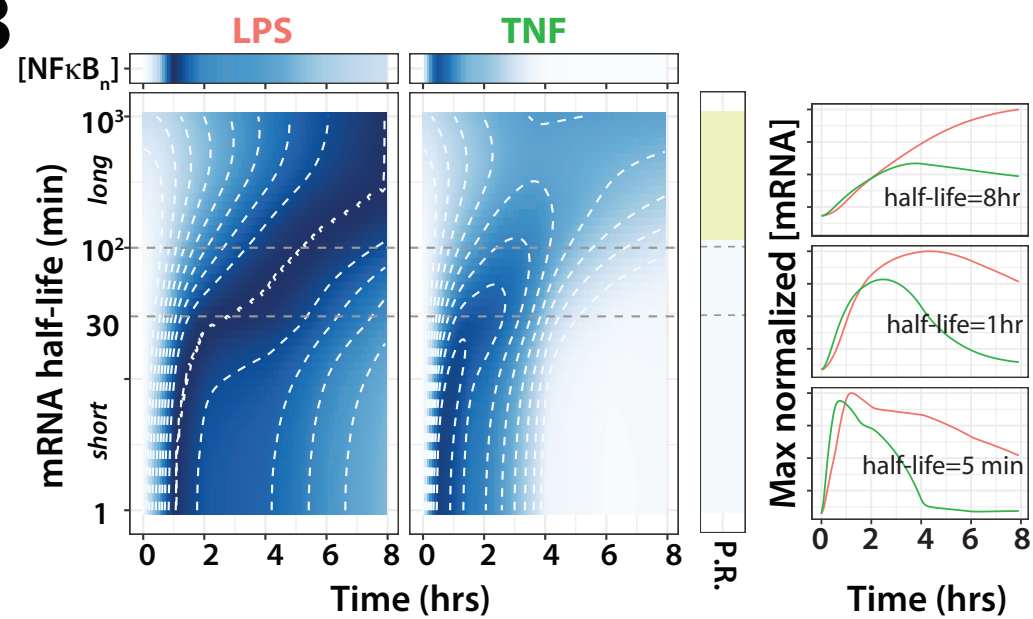 B
LPS
TNF
[NFκBn]
mRNA half-life (min)
long
short
10³
10²
30
1
0 2 4 6 8
0 2 4 6 8
Time (hrs)
P.R.
Max normalized [mRNA]
half-life=8hr
half-life=1hr
half-life=5 min
0 2 4 6 8
Time (hrs)